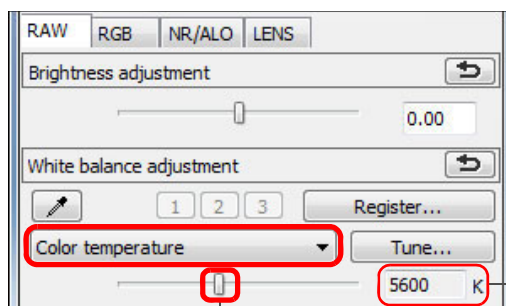 RAW RGB NR/ALO LENS
Brightness adjustment
0.00
White balance adjustment
1 2 3 Register...
Color temperature Tune...
5600 K